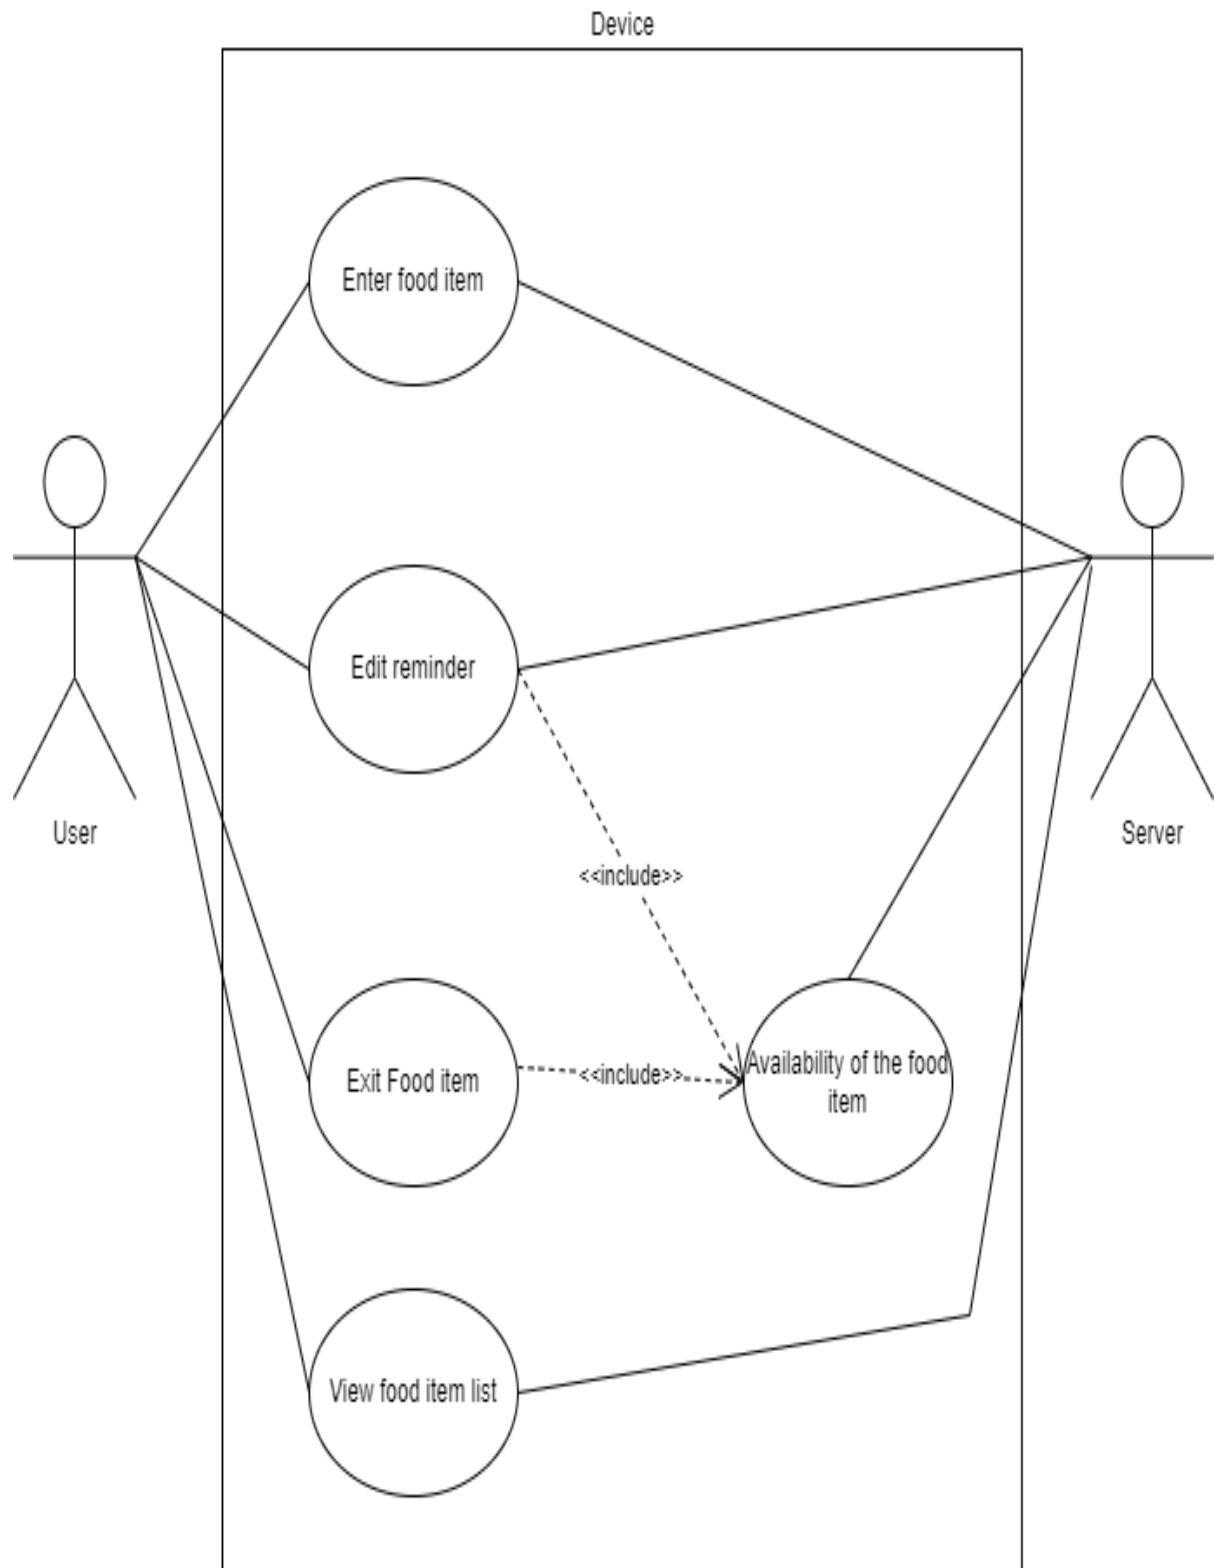 Device
Enter food item
Edit reminder
User
Server
<<include>>
Exit Food item
<<include>>
Availability of the food
item
View food item list